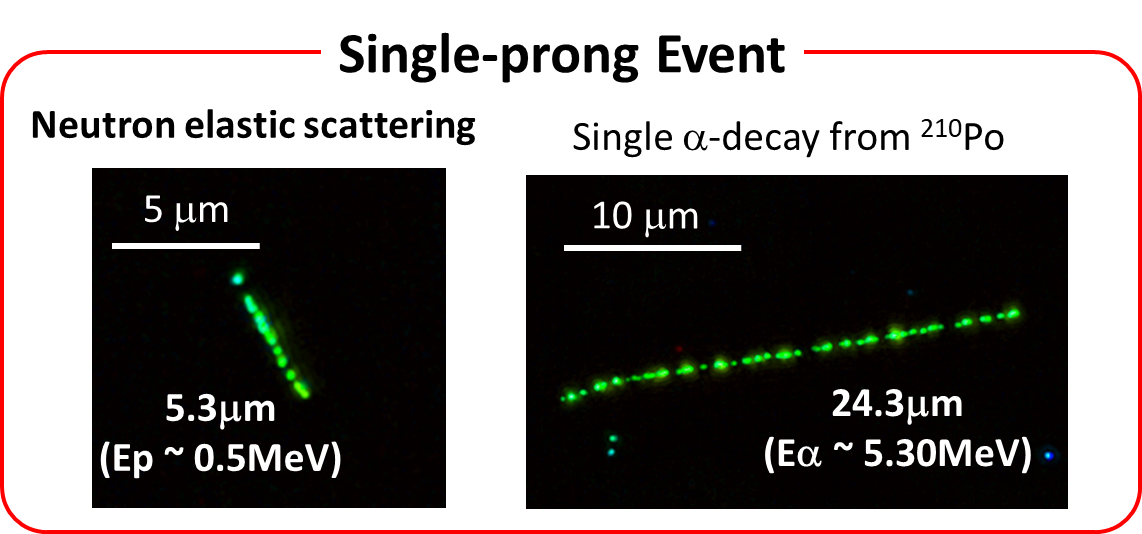 Single-prong Event
Neutron elastic scattering
Single α-decay from ²¹⁰Po
5 μm
10 μm
5.3μm
(Ep ~ 0.5MeV)
24.3μm
(Eα ~ 5.30MeV)